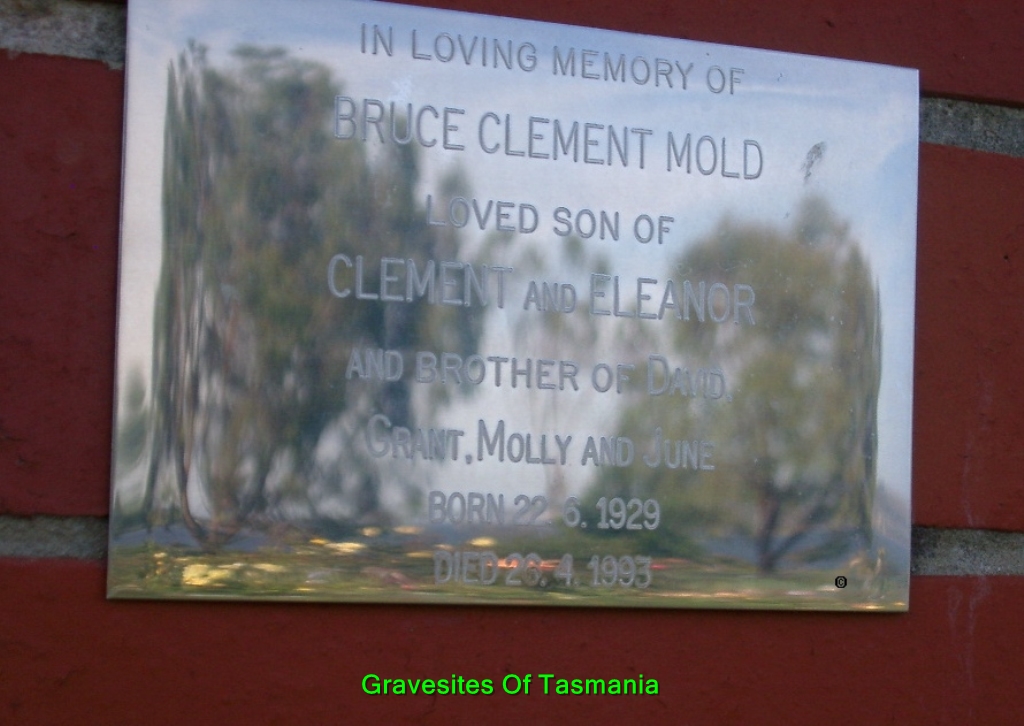 IN LOVING MEMORY OF
BRUCE CLEMENT MOLD
LOVED SON OF
CLEMENT AND ELEANOR
AND BROTHER OF DAVID,
GRANT, MOLLY AND JUNE
BORN 22. 6. 1929
DIED 26. 4. 1993
©
Gravesites Of Tasmania